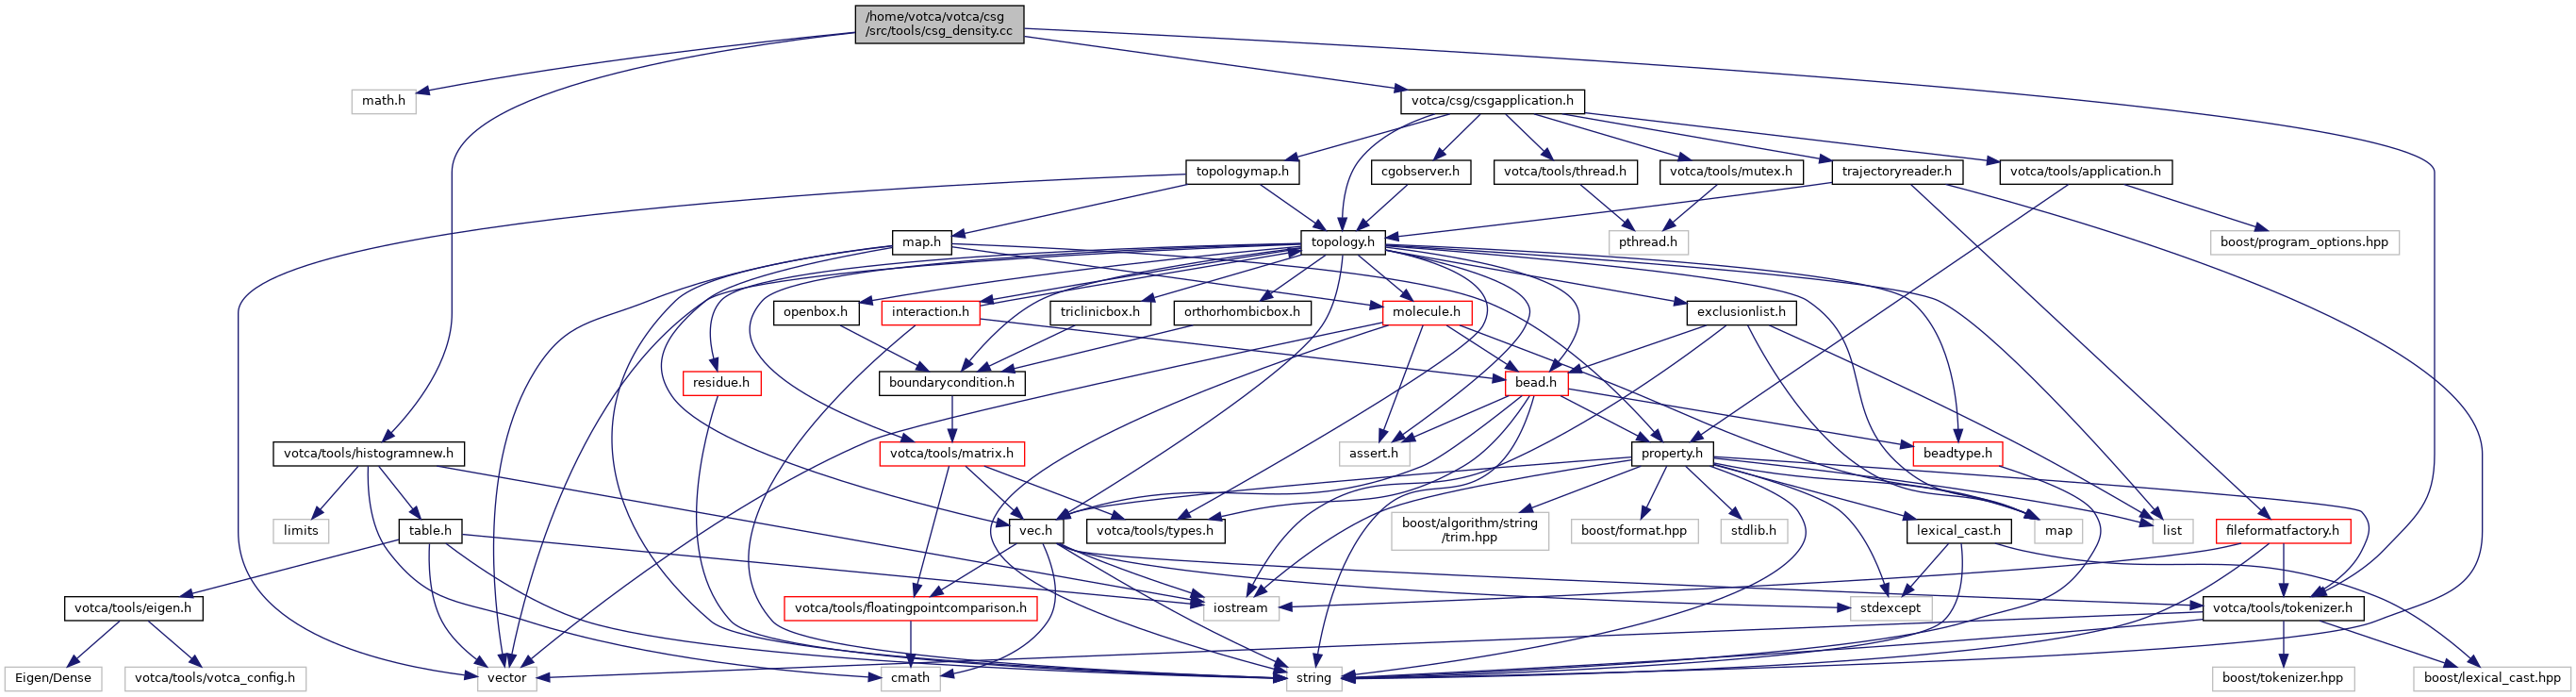 /home/votca/votca/csg
/src/tools/csg_density.cc
math.h
votca/csg/csgapplication.h
topologymap.h
cgobserver.h
votca/tools/thread.h
votca/tools/mutex.h
trajectoryreader.h
votca/tools/application.h
map.h
topology.h
pthread.h
boost/program_options.hpp
openbox.h
interaction.h
triclinicbox.h
orthorhombicbox.h
molecule.h
exclusionlist.h
residue.h
boundarycondition.h
bead.h
votca/tools/histogramnew.h
votca/tools/matrix.h
assert.h
property.h
beadtype.h
limits
table.h
vec.h
votca/tools/types.h
boost/algorithm/string
/trim.hpp
boost/format.hpp
stdlib.h
lexical_cast.h
map
list
fileformatfactory.h
votca/tools/eigen.h
votca/tools/floatingpointcomparison.h
iostream
stdexcept
votca/tools/tokenizer.h
Eigen/Dense
votca/tools/votca_config.h
vector
cmath
string
boost/tokenizer.hpp
boost/lexical_cast.hpp